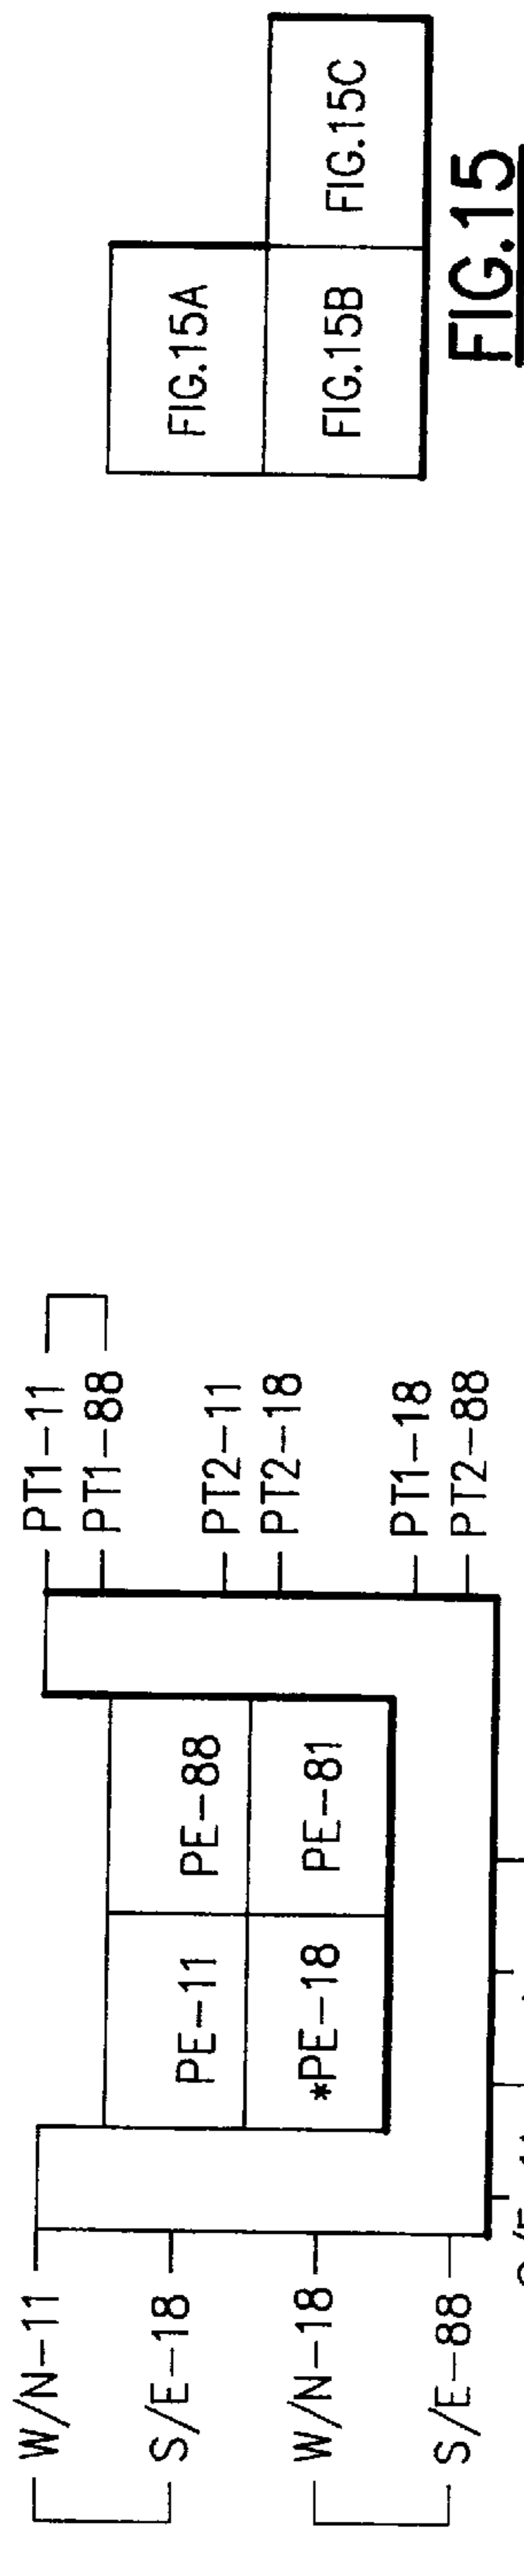 W/N-11
S/E-18
W/N-18
S/E-88
PE-11
PE-88
*PE-18
PE-81
PT1-11
PT1-88
PT2-11
PT2-18
PT1-18
PT2-88
FIG.15A
FIG.15B
FIG.15C
FIG.15